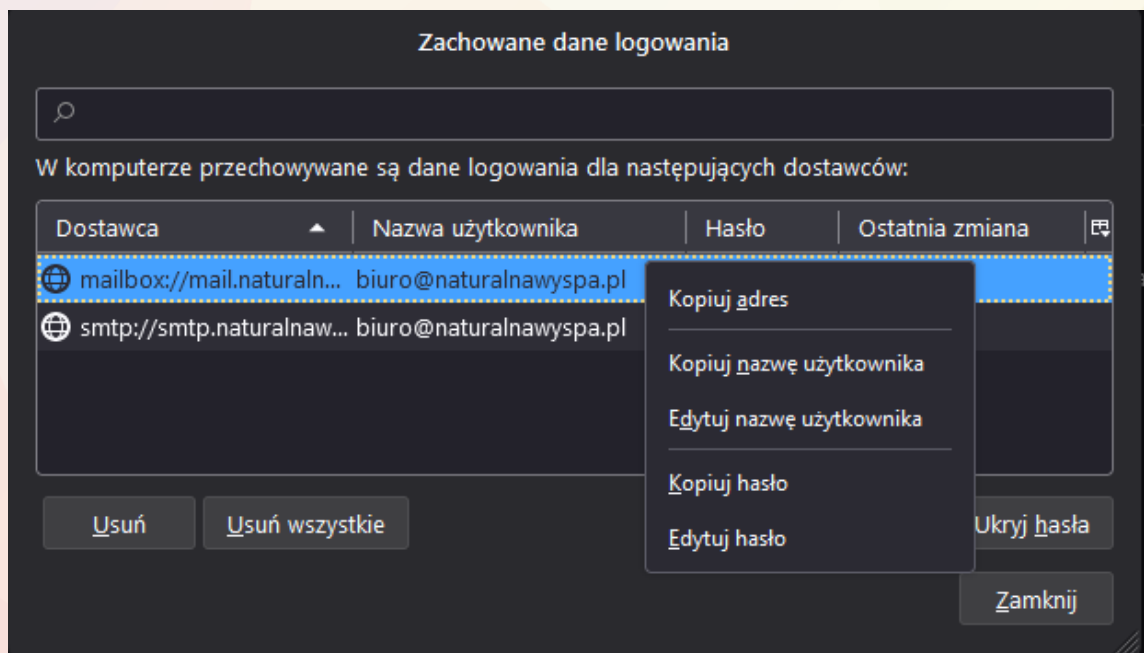 Zachowane dane logowania
W komputerze przechowywane są dane logowania dla następujących dostawców:
Dostawca Nazwa użytkownika Hasło Ostatnia zmiana
mailbox://mail.naturaln... biuro@naturalnawyspa.pl
smtp://smtp.naturalnaw... biuro@naturalnawyspa.pl
Kopiuj adres
Kopiuj nazwę użytkownika
Edytuj nazwę użytkownika
Kopiuj hasło
Edytuj hasło
Usuń Usuń wszystkie Ukryj hasła
Zamknij